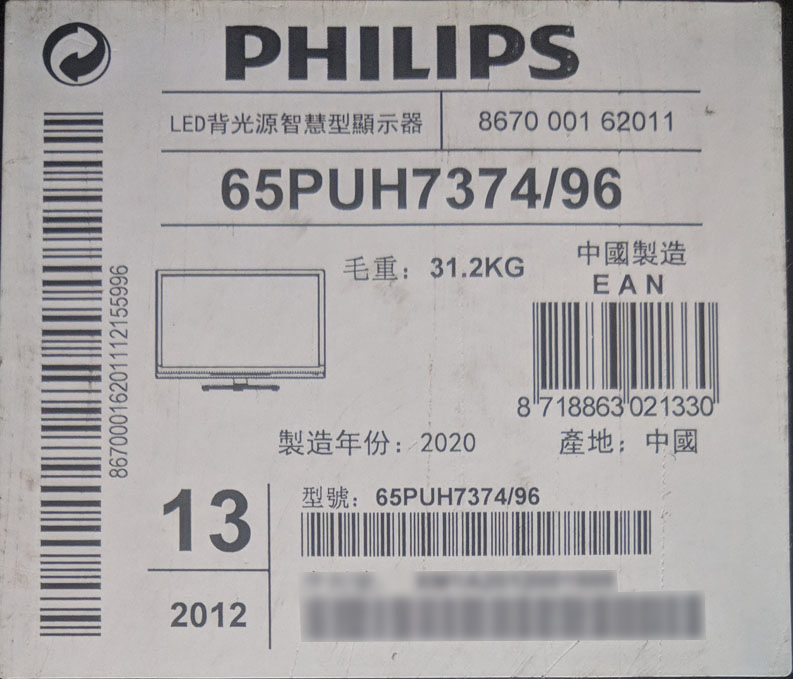 PHILIPS
LED背光源智慧型顯示器
8670 001 62011
65PUH7374/96
毛重：31.2KG
中國製造
EAN
8 718863 021330
867000162011112155996
製造年份：2020
產地：中國
13
2012
型號：65PUH7374/96